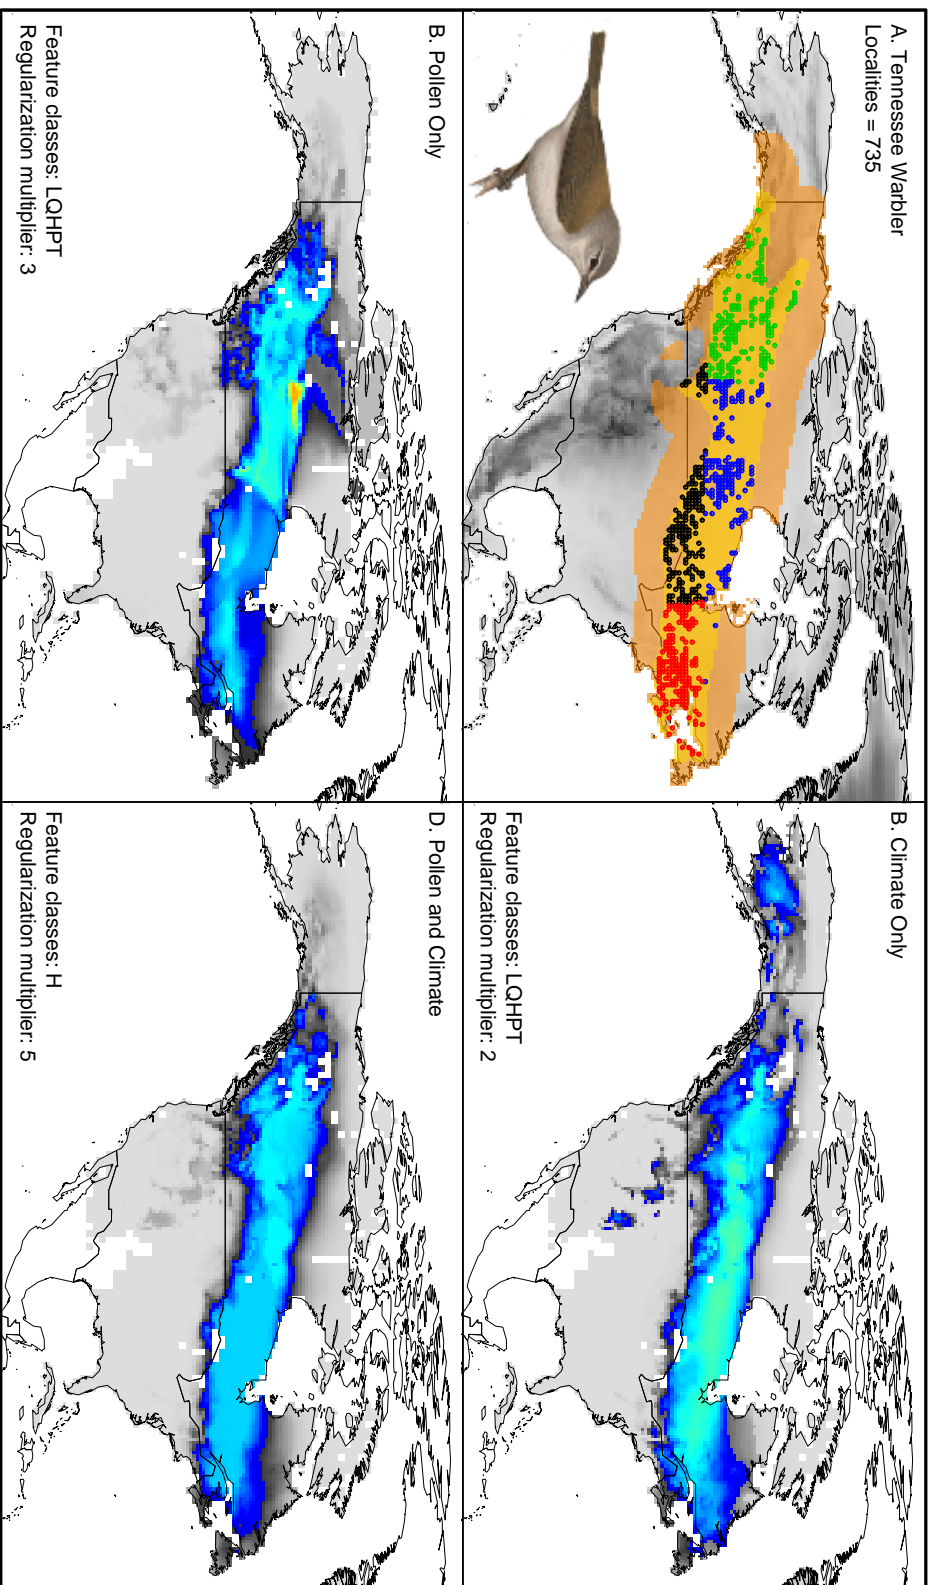 A. Tennessee Warbler
Localities = 735
B. Climate Only
Feature classes: LQHPT
Regularization multiplier: 2
B. Pollen Only
Feature classes: LQHPT
Regularization multiplier: 3
D. Pollen and Climate
Feature classes: H
Regularization multiplier: 5